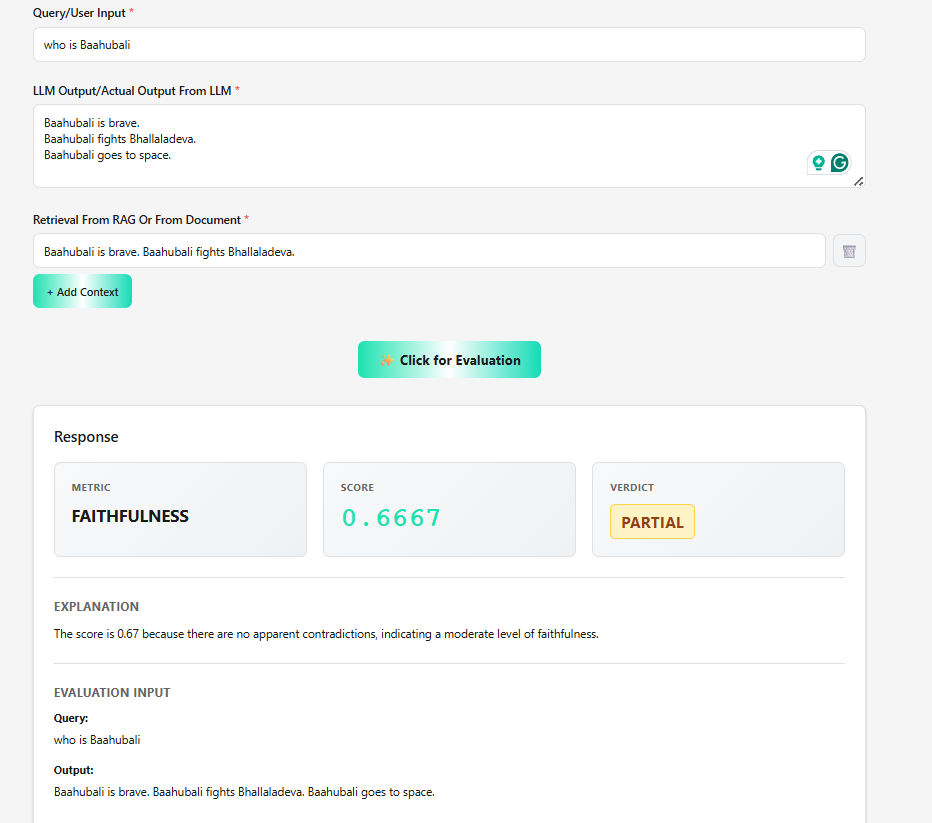 Query/User Input *
who is Baahubali
LLM Output/Actual Output From LLM *
Baahubali is brave.
Baahubali fights Bhallaladeva.
Baahubali goes to space.
Retrieval From RAG Or From Document *
Baahubali is brave. Baahubali fights Bhallaladeva.
+ Add Context
✨ Click for Evaluation
Response
METRIC
FAITHFULNESS
SCORE
0.6667
VERDICT
PARTIAL
EXPLANATION
The score is 0.67 because there are no apparent contradictions, indicating a moderate level of faithfulness.
EVALUATION INPUT
Query:
who is Baahubali
Output:
Baahubali is brave. Baahubali fights Bhallaladeva. Baahubali goes to space.